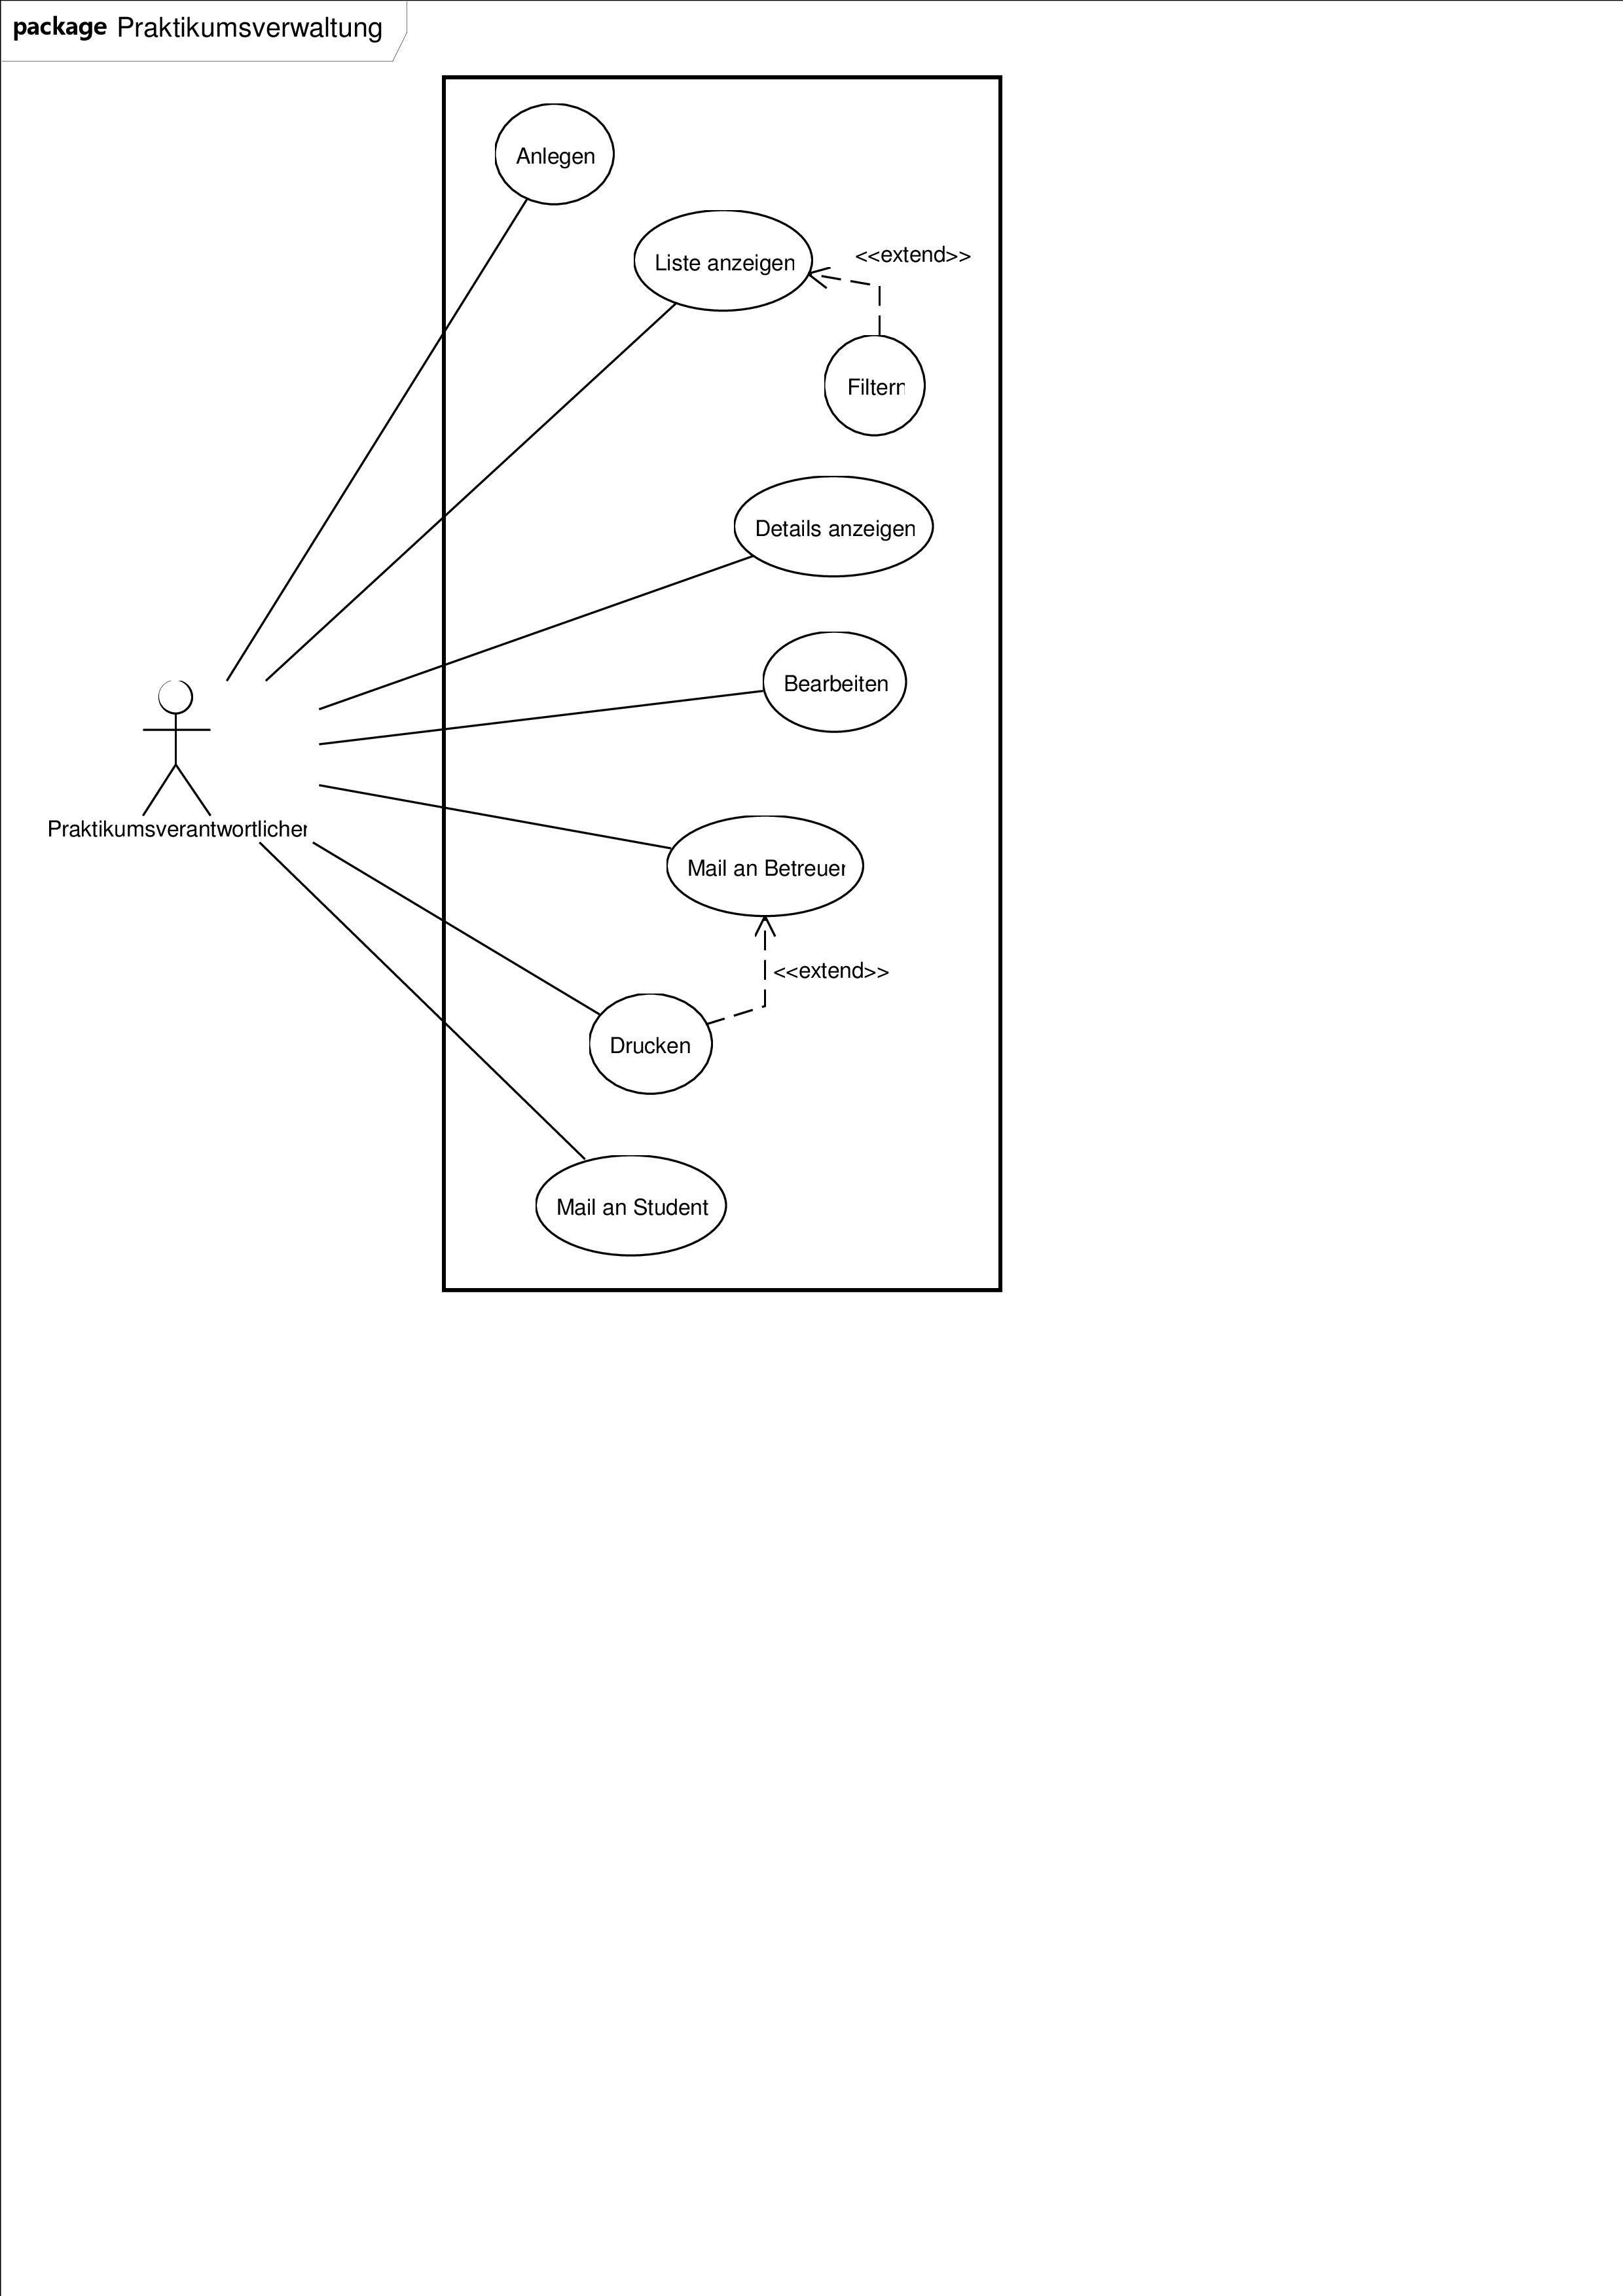 package Praktikumsverwaltung
Anlegen
Liste anzeigen
<<extend>>
Filtern
Details anzeigen
Bearbeiten
Praktikumsverantwortlicher
Mail an Betreuer
<<extend>>
Drucken
Mail an Student